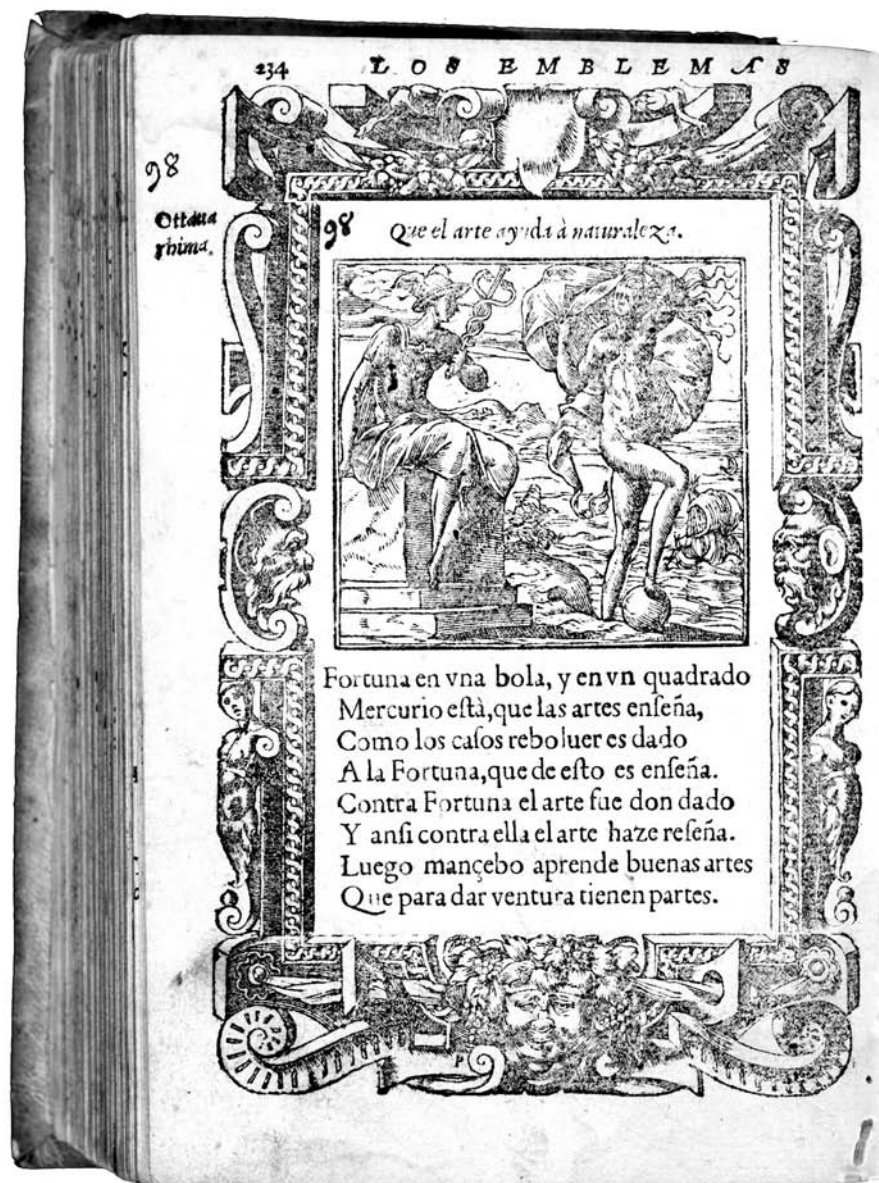 234 LOS EMBLEMAS
98
Ottaua
rhima.
98 Que el arte ayuda à naturaleza.
Fortuna en vna bola, y en vn quadrado
Mercurio eſtà, que las artes enſeña,
Como los caſos reboluer es dado
A la Fortuna, que de eſto es enſeña.
Contra Fortuna el arte fue don dado
Y anſi contra ella el arte haze reſeña.
Luego mançebo aprende buenas artes
Que para dar ventura tienen partes.
P